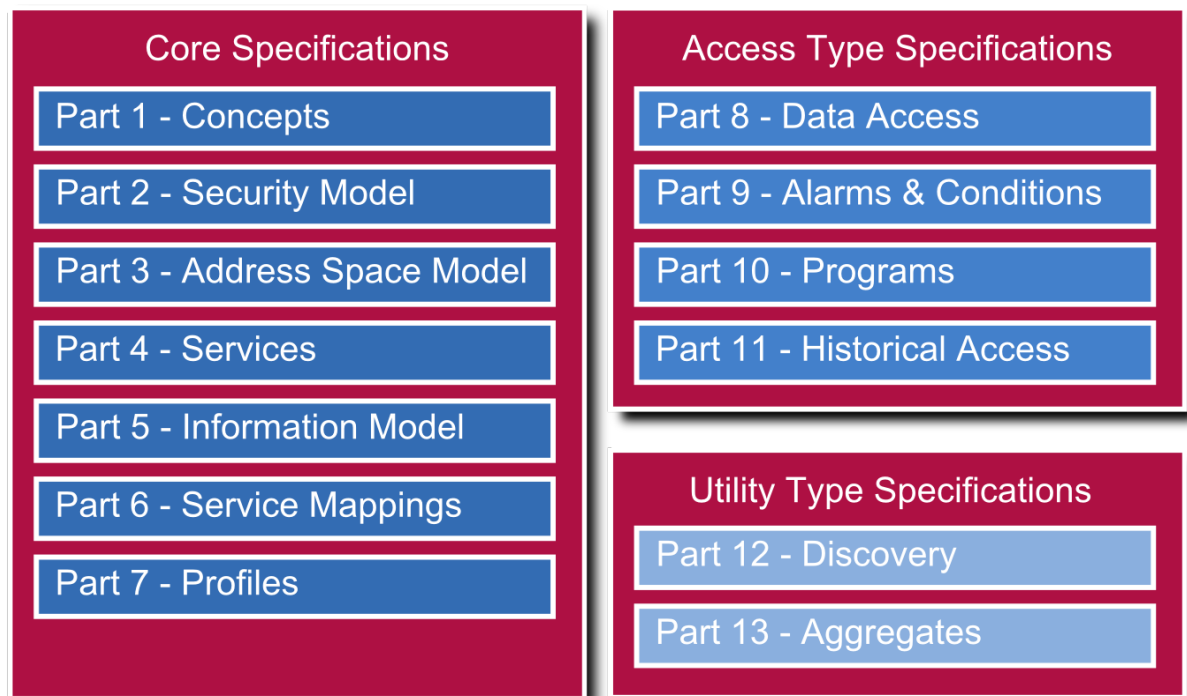 Core Specifications
Part 1 - Concepts
Part 2 - Security Model
Part 3 - Address Space Model
Part 4 - Services
Part 5 - Information Model
Part 6 - Service Mappings
Part 7 - Profiles
Access Type Specifications
Part 8 - Data Access
Part 9 - Alarms & Conditions
Part 10 - Programs
Part 11 - Historical Access
Utility Type Specifications
Part 12 - Discovery
Part 13 - Aggregates